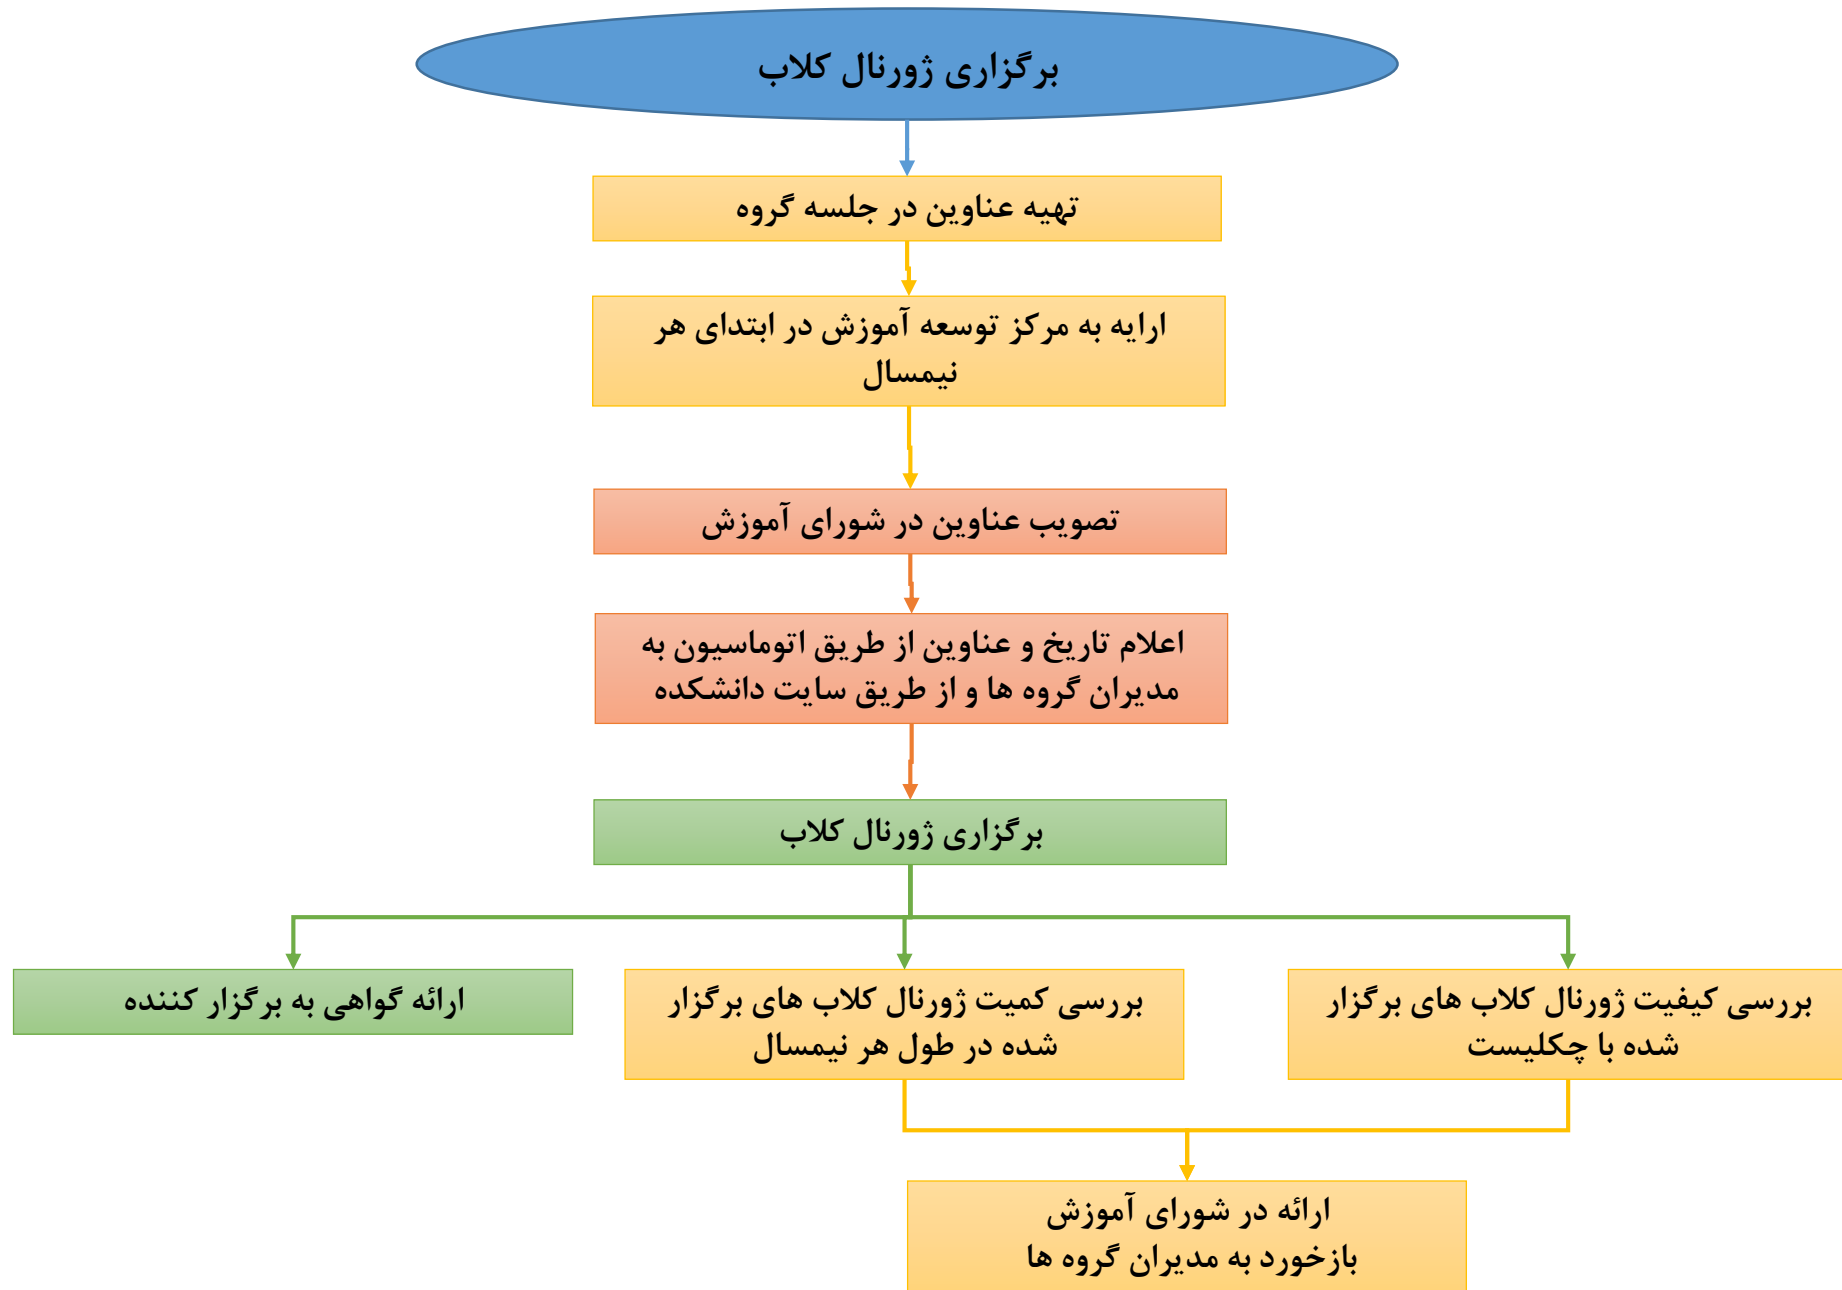 برگزاری ژورنال کلاب
تهیه عناوین در جلسه گروه
ارایه به مرکز توسعه آموزش در ابتدای هر
نیمسال
تصویب عناوین در شورای آموزش
اعلام تاریخ و عناوین از طریق اتوماسیون به
مدیران گروه ها و از طریق سایت دانشکده
برگزاری ژورنال کلاب
بررسی کیفیت ژورنال کلاب های برگزار
شده با چکلیست
بررسی کمیت ژورنال کلاب های برگزار
شده در طول هر نیمسال
ارائه گواهی به برگزار کننده
ارائه در شورای آموزش
بازخورد به مدیران گروه ها